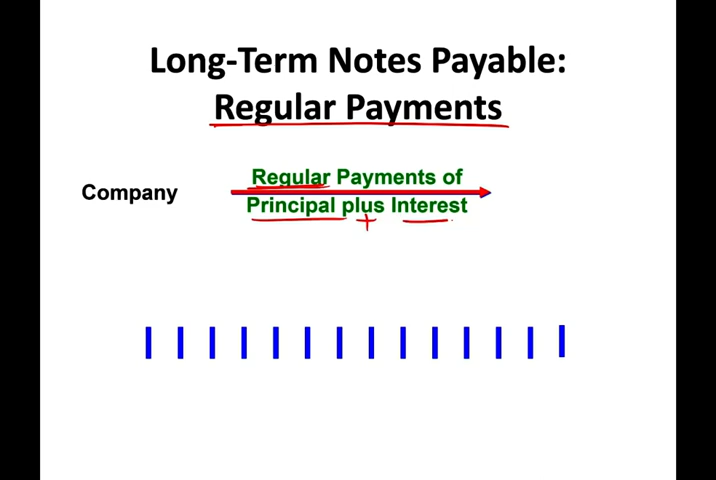 Long-Term Notes Payable:
Regular Payments
Regular Payments of
Company
Principal plus Interest
+